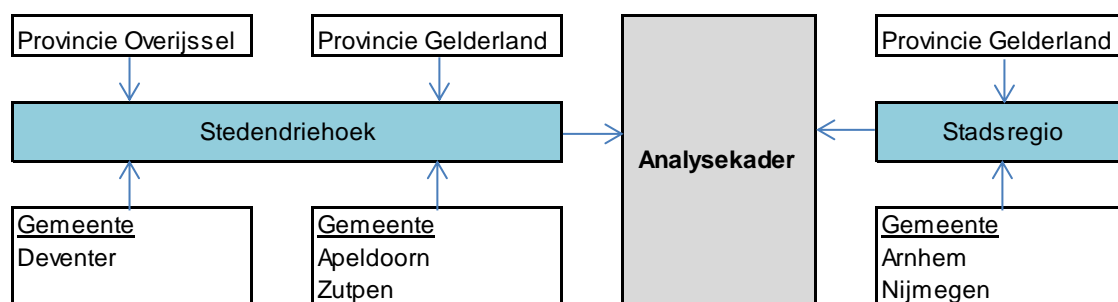 Provincie Overijssel
Provincie Gelderland
Provincie Gelderland
Stedendriehoek
Analysekader
Stadsregio
Gemeente
Deventer
Gemeente
Apeldoorn
Zutpen
Gemeente
Arnhem
Nijmegen